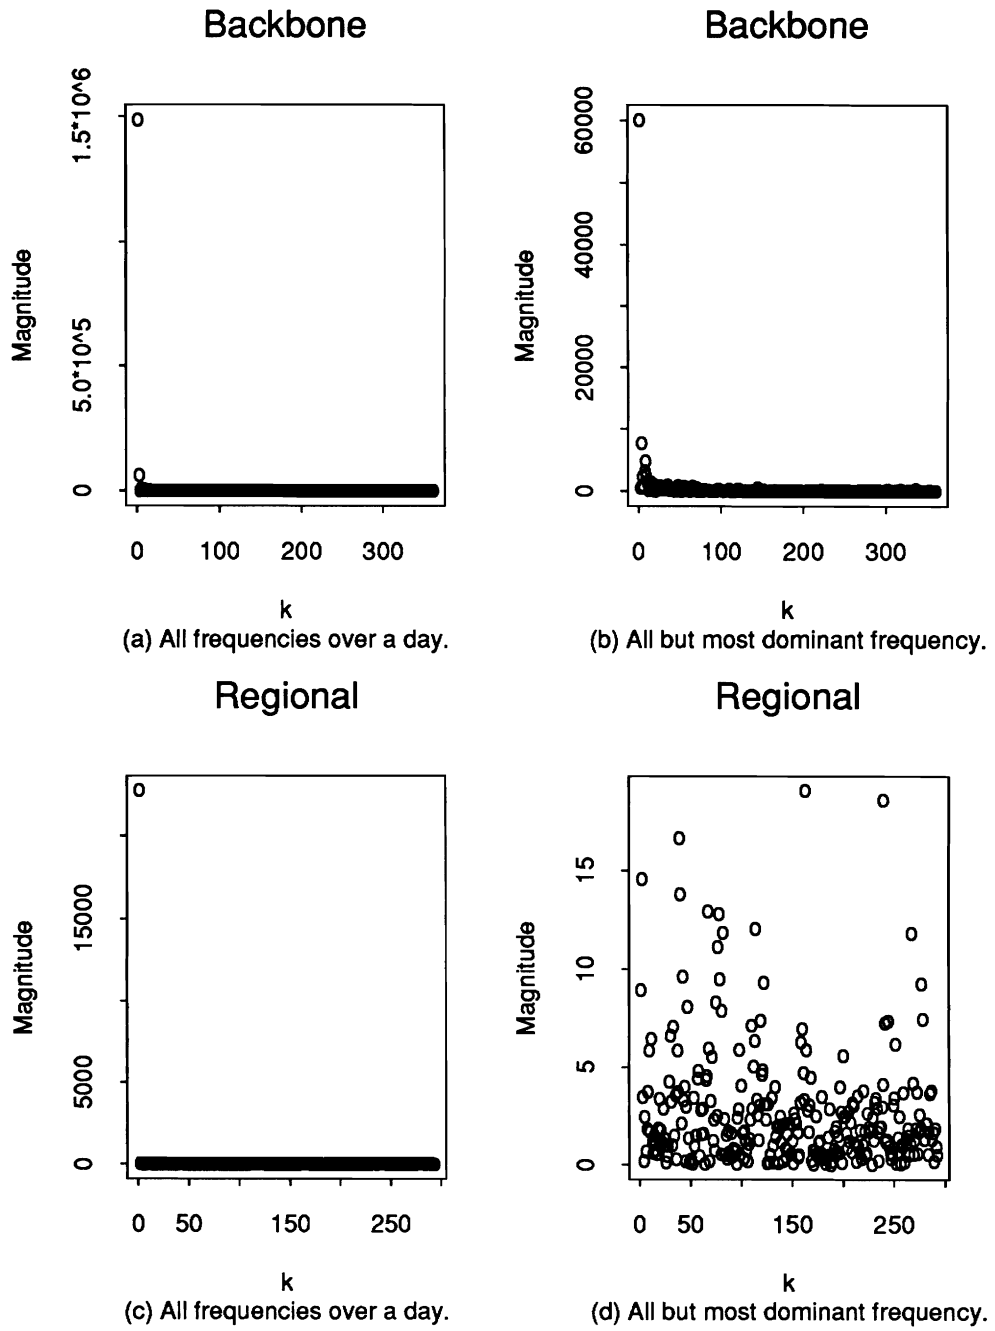 Backbone
Magnitude
1.5*10^6
5.0*10^5
0
0 100 200 300
k
(a) All frequencies over a day.
Backbone
Magnitude
60000
40000
20000
0
0 100 200 300
k
(b) All but most dominant frequency.
Regional
Magnitude
15000
5000
0
0 50 150 250
k
(c) All frequencies over a day.
Regional
Magnitude
15
10
5
0
0 50 150 250
k
(d) All but most dominant frequency.